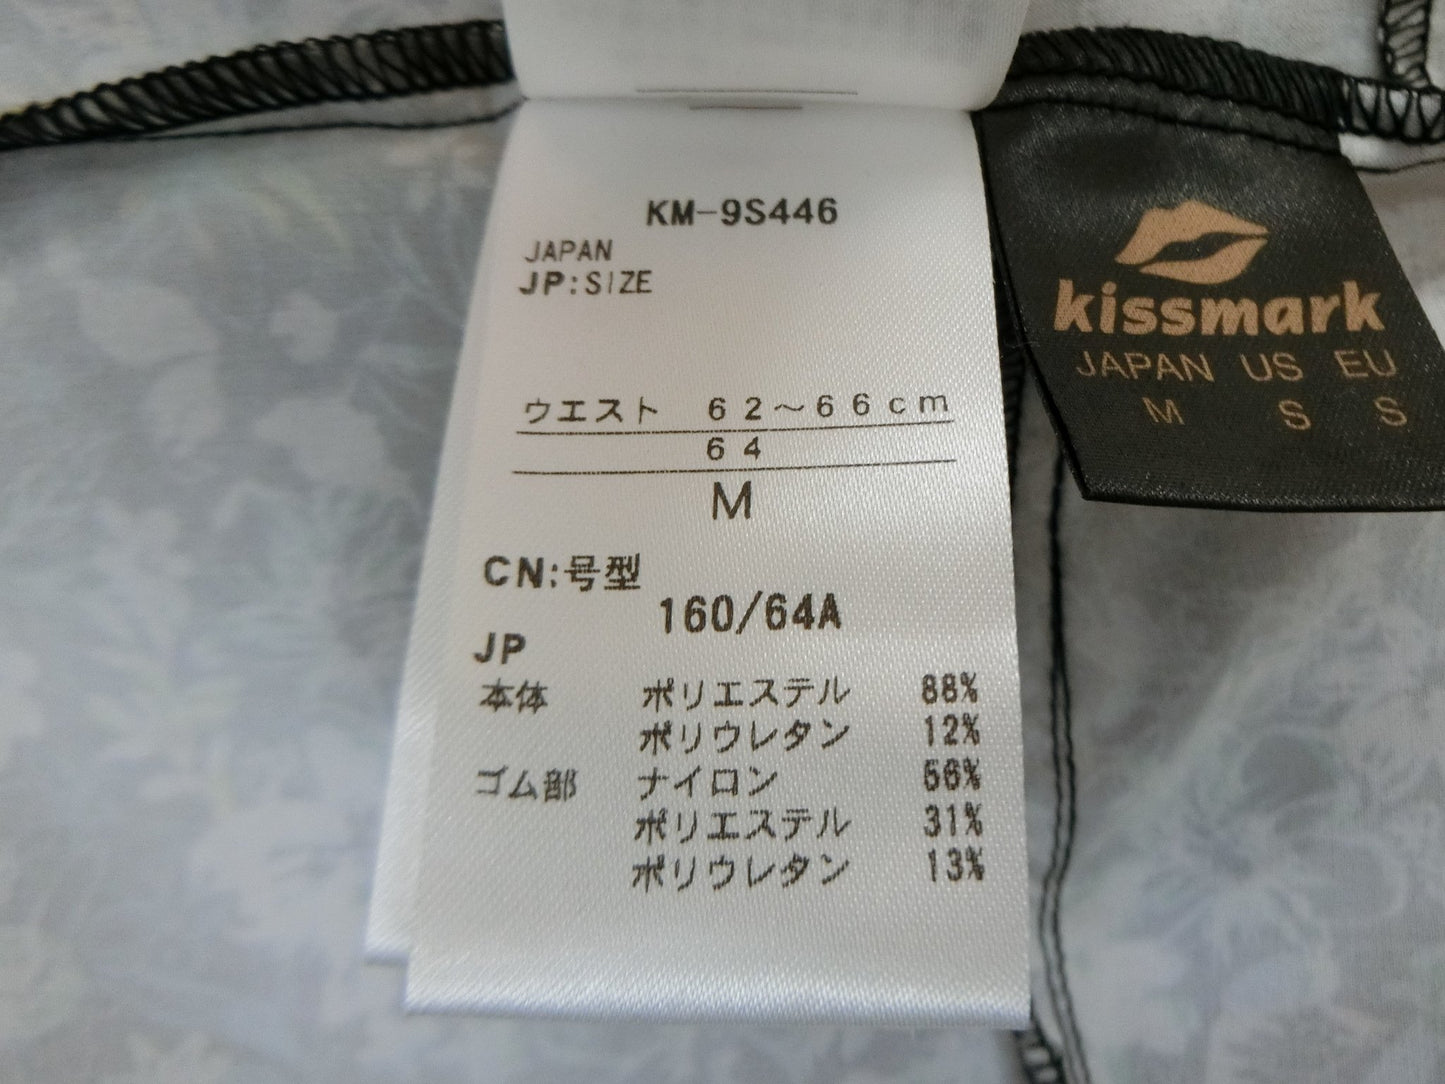 KM-9S446
JAPAN
JP:SIZE
ウエスト 62～66cm
64
M
CN:号型
160/64A
JP
本体 ポリエステル 88%
ポリウレタン 12%
ゴム部 ナイロン 56%
ポリエステル 31%
ポリウレタン 13%
kissmark
JAPAN US EU
M S S